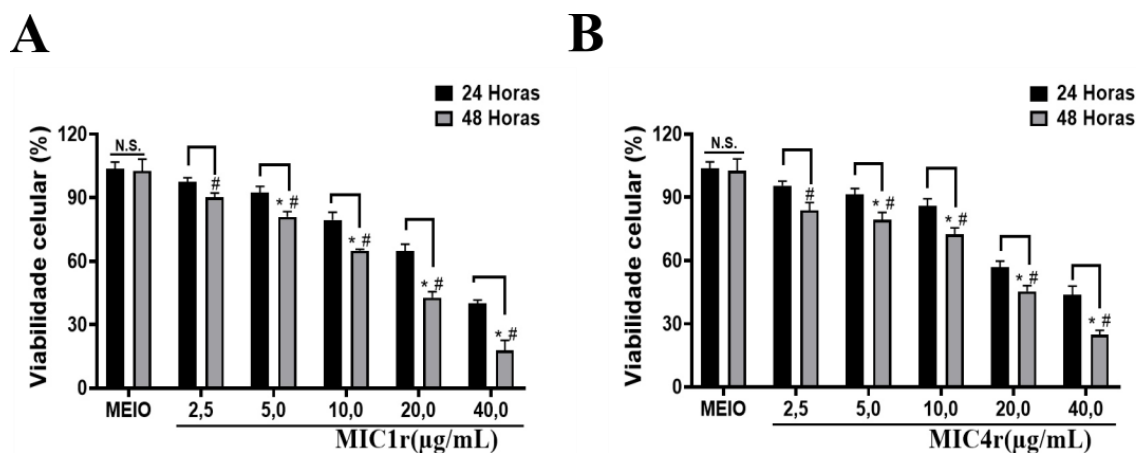 A
24 Horas
48 Horas
Viabilidade celular (%)
120
90
60
30
0
N.S.
#
* #
* #
* #
* #
MEIO 2,5 5,0 10,0 20,0 40,0
MIC1r(µg/mL)
B
24 Horas
48 Horas
Viabilidade celular (%)
120
90
60
30
0
N.S.
#
* #
* #
* #
* #
MEIO 2,5 5,0 10,0 20,0 40,0
MIC4r(µg/mL)